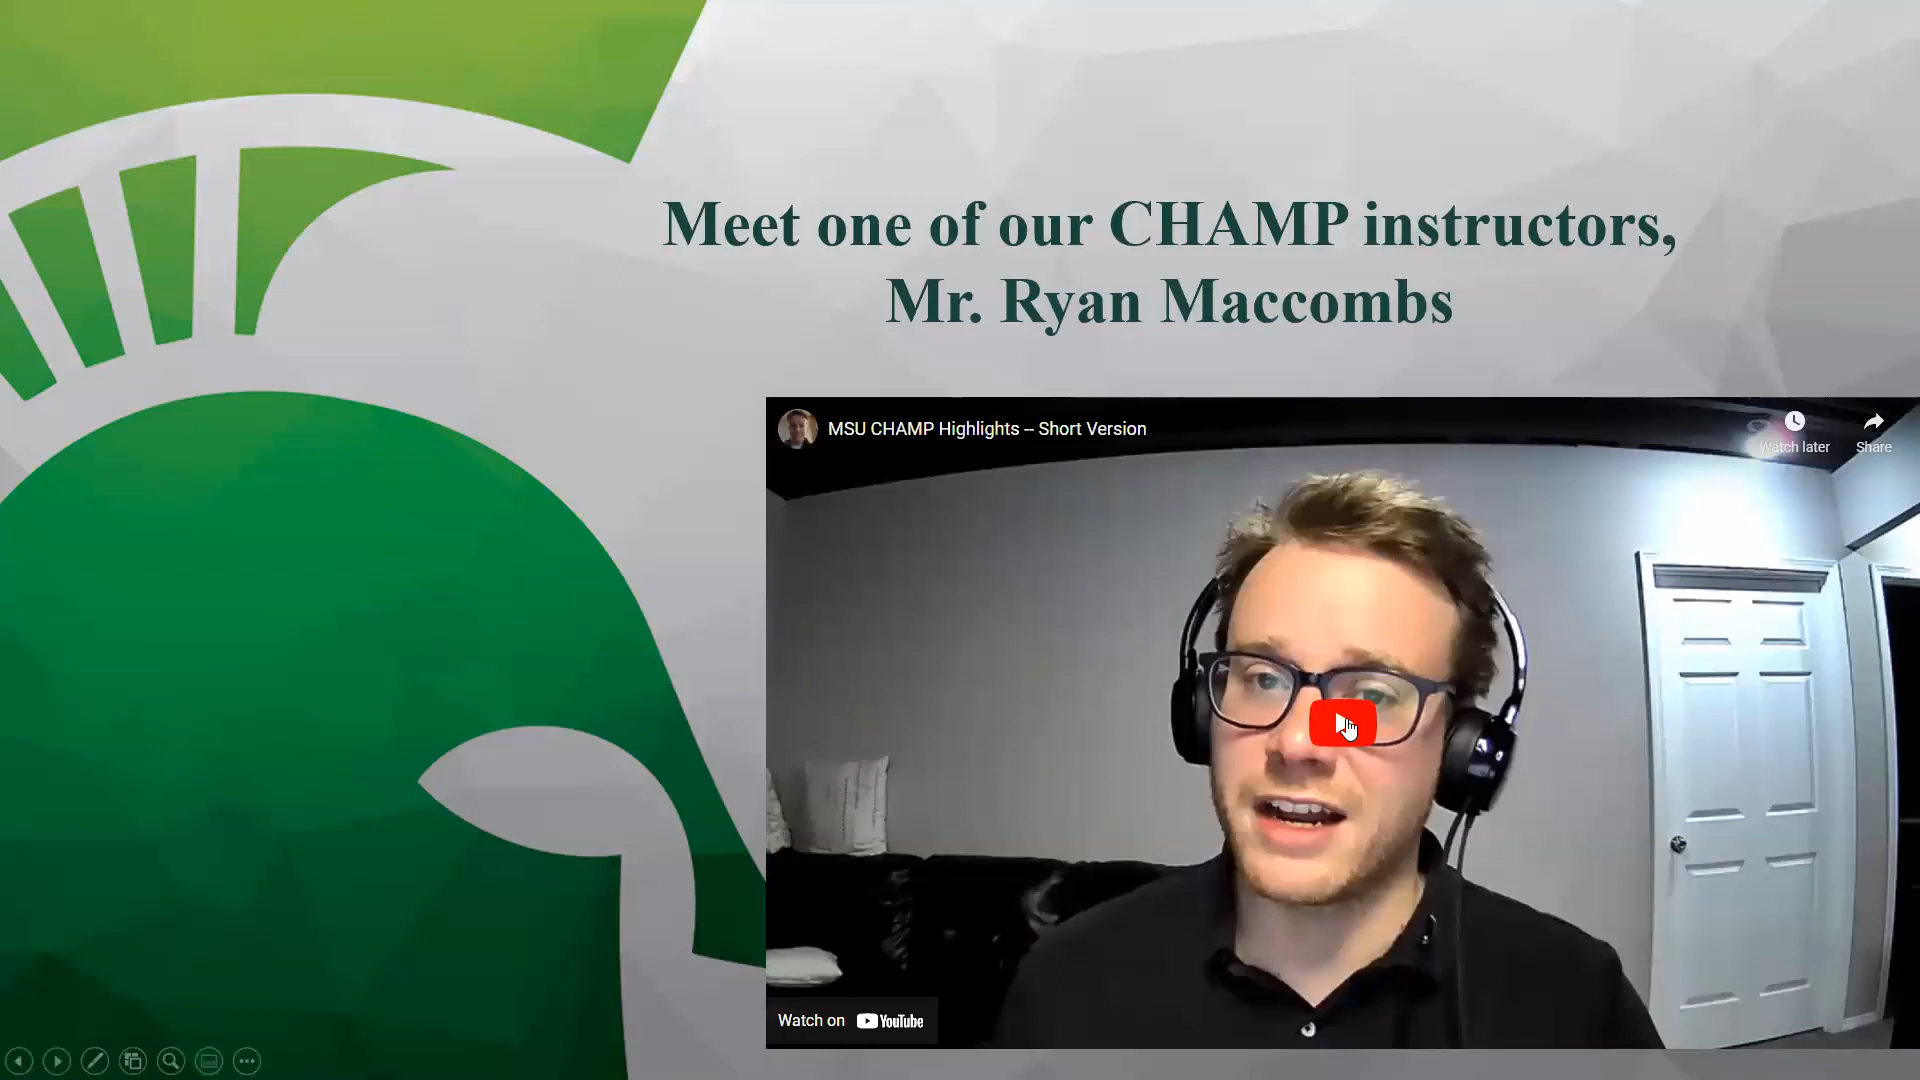 Meet one of our CHAMP instructors,
Mr. Ryan Maccombs
MSU CHAMP Highlights – Short Version
Watch later
Share
Watch on YouTube